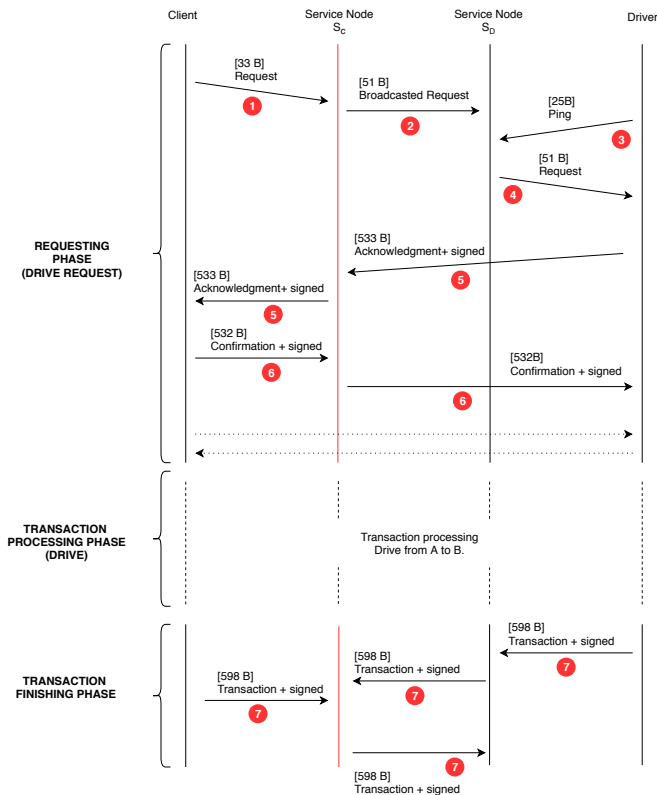 Client
Service Node
S_C
Service Node
S_D
Driver
[33 B]
Request
1
[51 B]
Broadcasted Request
2
[25B]
Ping
3
[51 B]
Request
4
REQUESTING
PHASE
(DRIVE REQUEST)
[533 B]
Acknowledgment+ signed
5
[533 B]
Acknowledgment+ signed
5
[532 B]
Confirmation + signed
6
[532B]
Confirmation + signed
6
TRANSACTION
PROCESSING PHASE
(DRIVE)
Transaction processing
Drive from A to B.
TRANSACTION
FINISHING PHASE
[598 B]
Transaction + signed
7
[598 B]
Transaction + signed
7
[598 B]
Transaction + signed
7
7
[598 B]
Transaction + signed